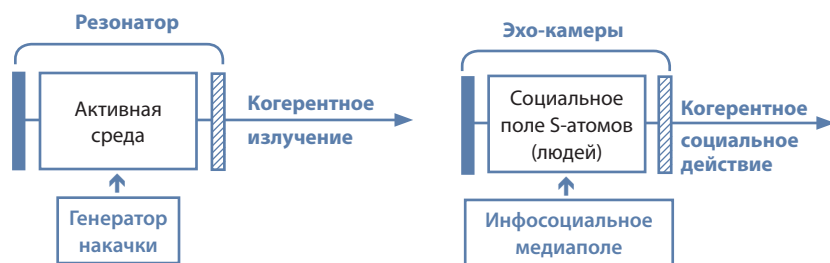 Резонатор
Активная
среда
Когерентное
излучение
Генератор
накачки
Эхо-камеры
Социальное
поле S-атомов
(людей)
Когерентное
социальное
действие
Инфосоциальное
медиаполе